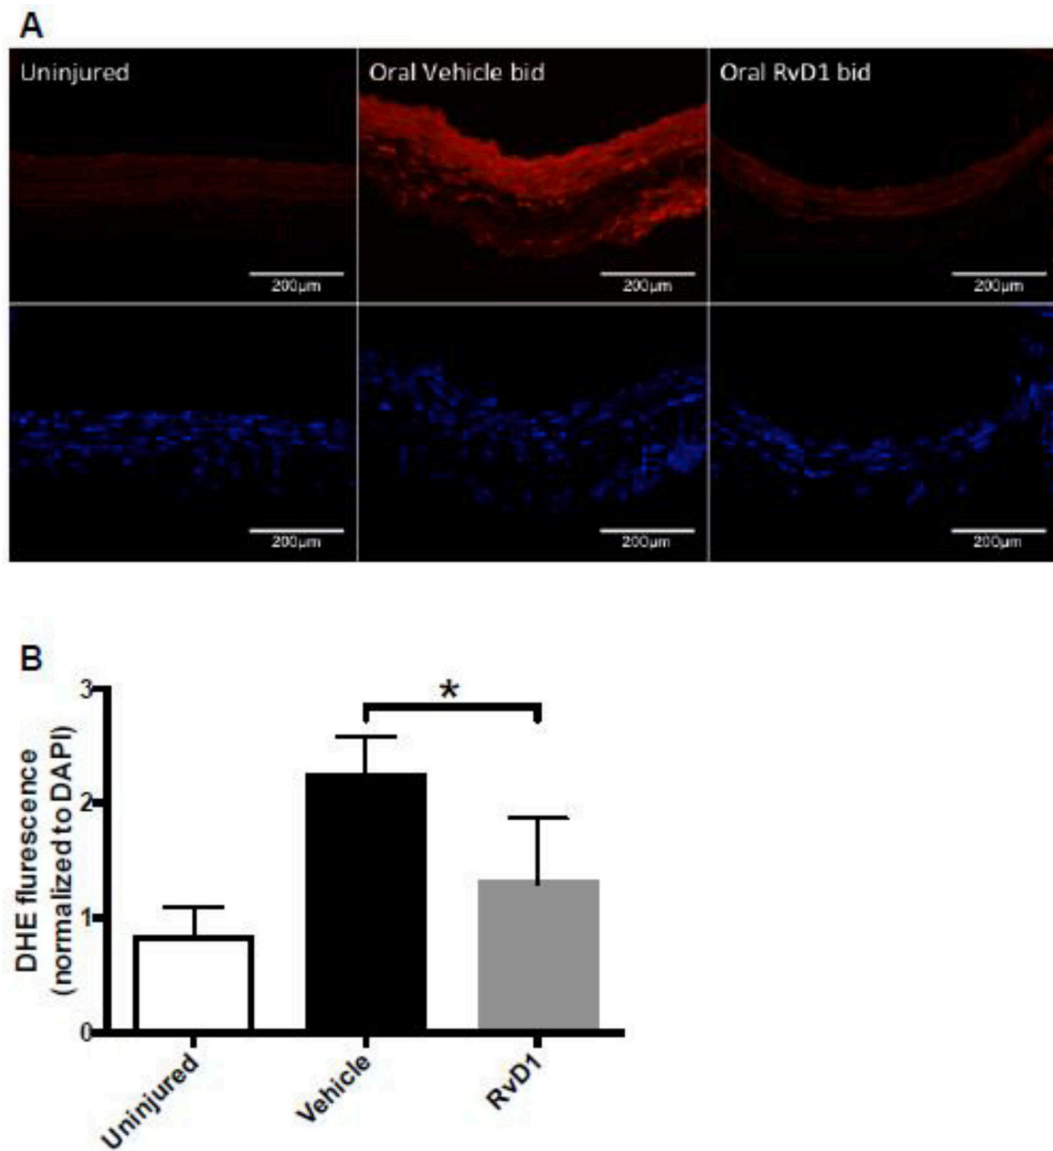 A
Uninjured
Oral Vehicle bid
Oral RvD1 bid
200μm
200μm
200μm
200μm
200μm
200μm
B
DHE flurescence
(normalized to DAPI)
3
2
1
0
*
Uninjured
Vehicle
RvD1